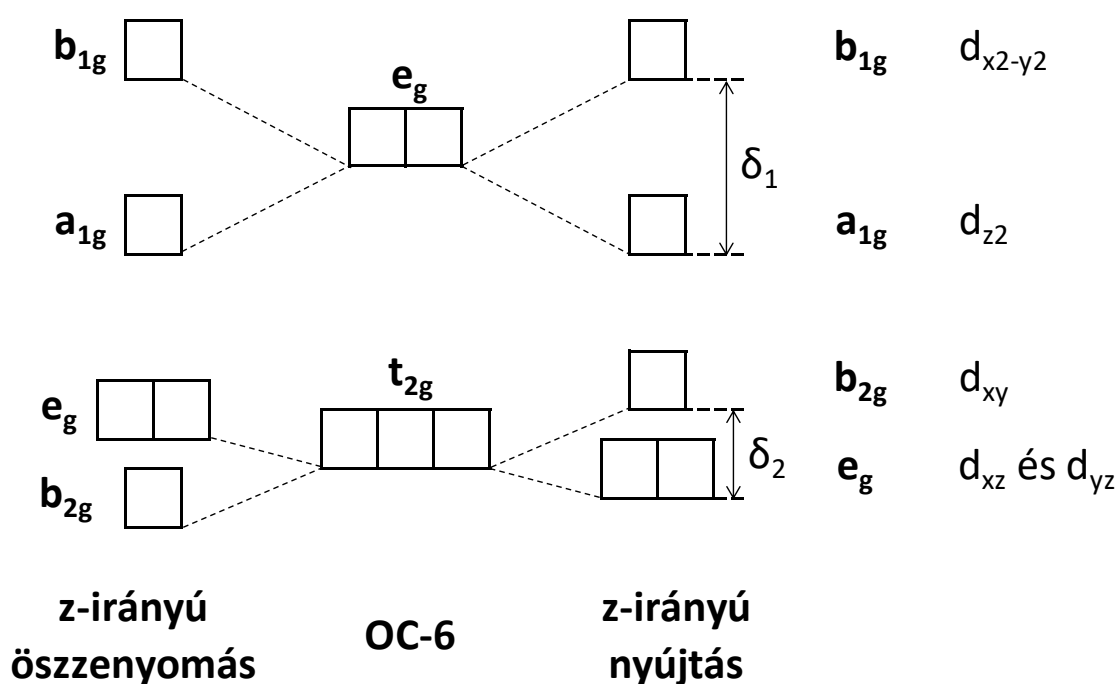 b1g b1g dx2-y2
eg
δ1
a1g a1g dz2
t2g b2g dxy
eg
δ2
eg dxz és dyz
b2g
z-irányú z-irányú
OC-6
öszzenyomás nyújtás